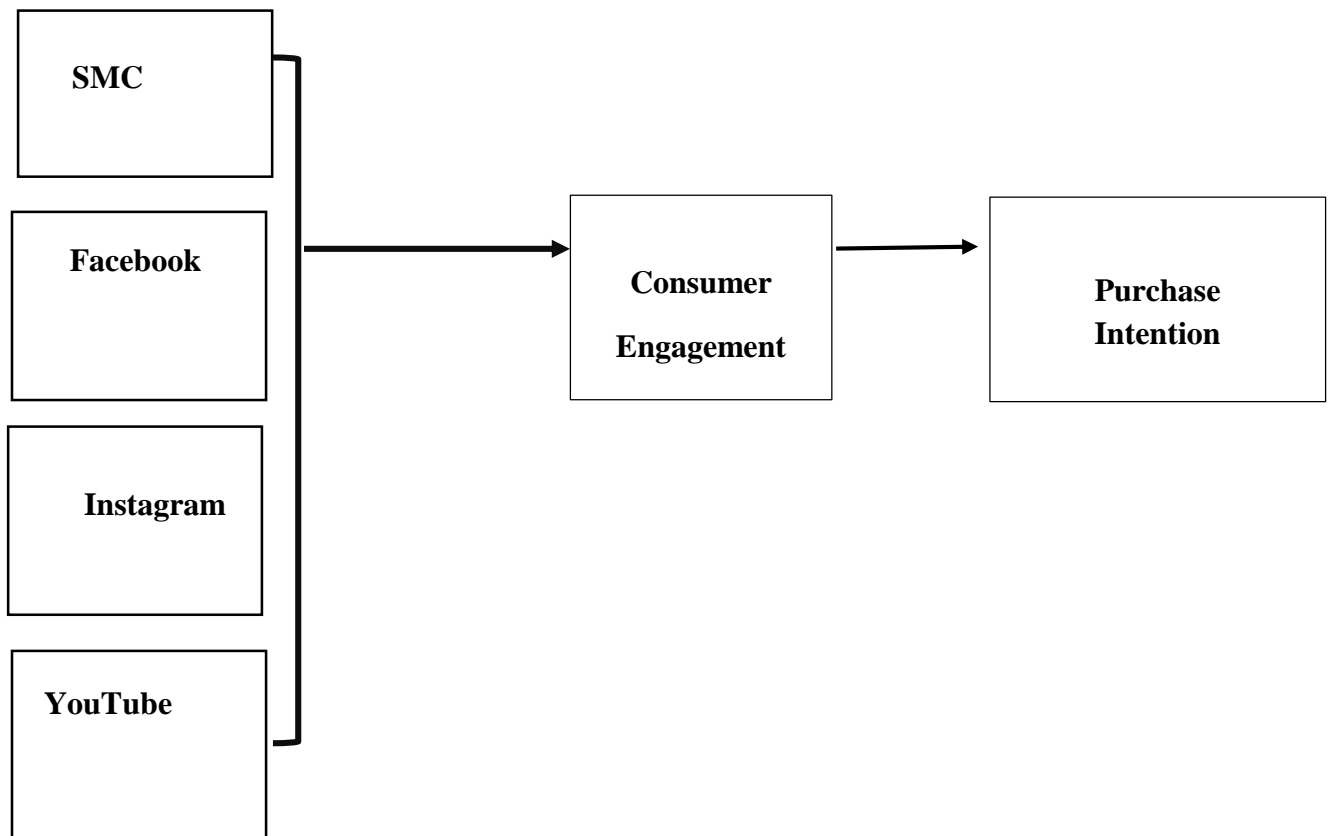 SMC
Facebook
Instagram
YouTube
Consumer
Engagement
Purchase
Intention